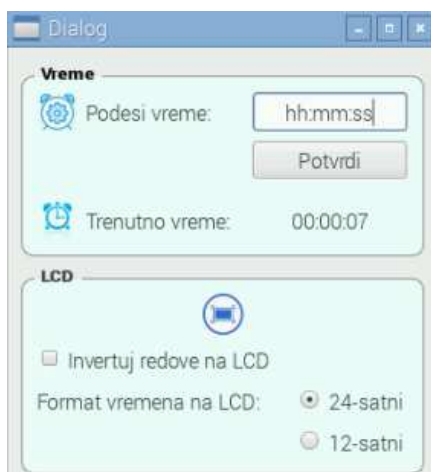 Dialog
Vreme
Podesi vreme: hh:mm:ss
Potvrdi
Trenutno vreme: 00:00:07
LCD
Invertuj redove na LCD
Format vremena na LCD: 24-satni
12-satni